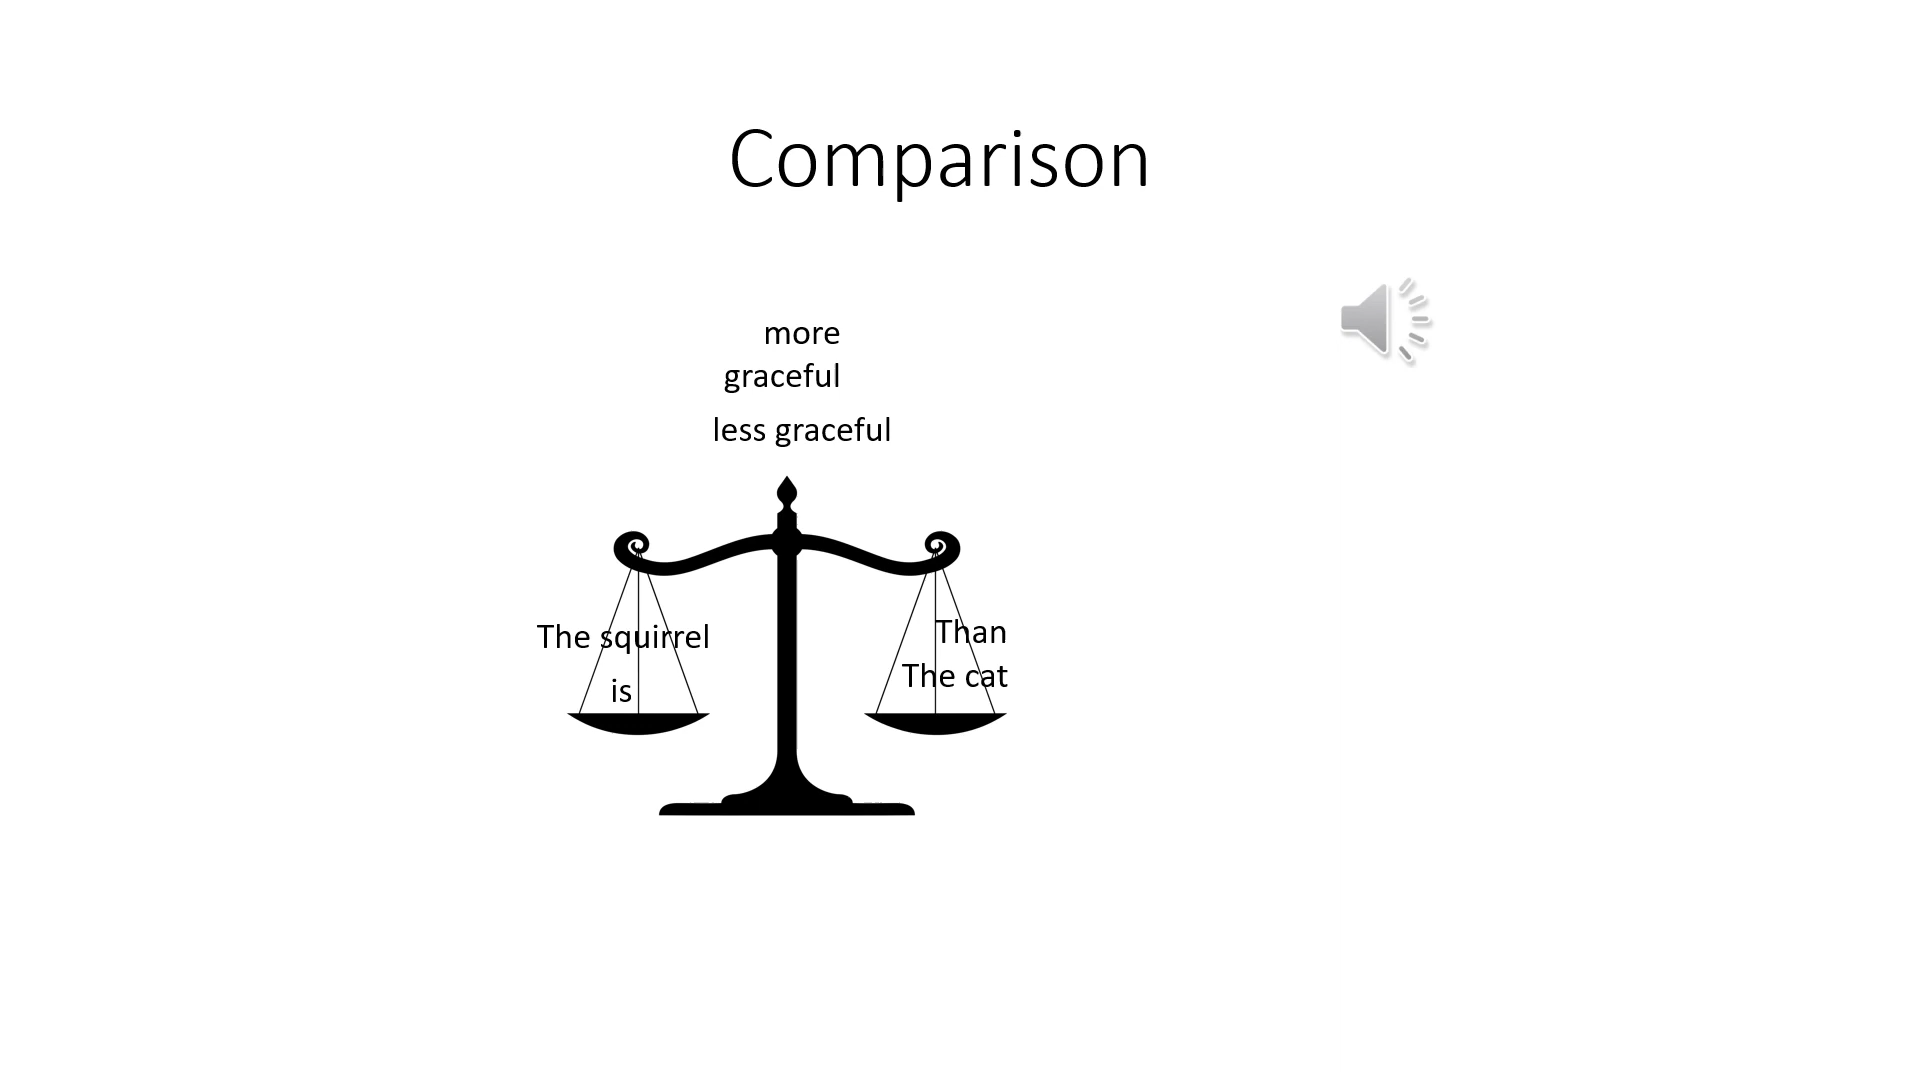 Comparison
more
graceful
less graceful
The squirrel
is
Than
The cat